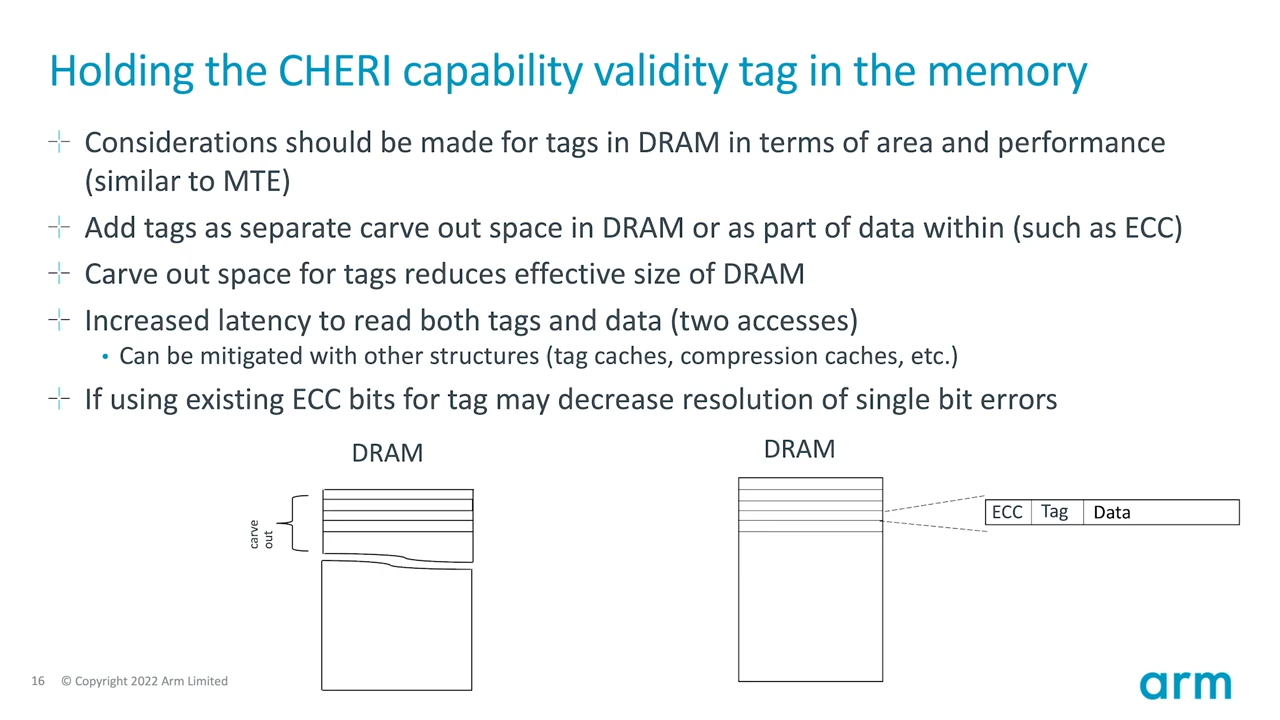 Holding the CHERI capability validity tag in the memory
Considerations should be made for tags in DRAM in terms of area and performance
(similar to MTE)
Add tags as separate carve out space in DRAM or as part of data within (such as ECC)
Carve out space for tags reduces effective size of DRAM
Increased latency to read both tags and data (two accesses)
• Can be mitigated with other structures (tag caches, compression caches, etc.)
If using existing ECC bits for tag may decrease resolution of single bit errors
DRAM
carve
out
DRAM
ECC Tag Data
16 © Copyright 2022 Arm Limited
arm